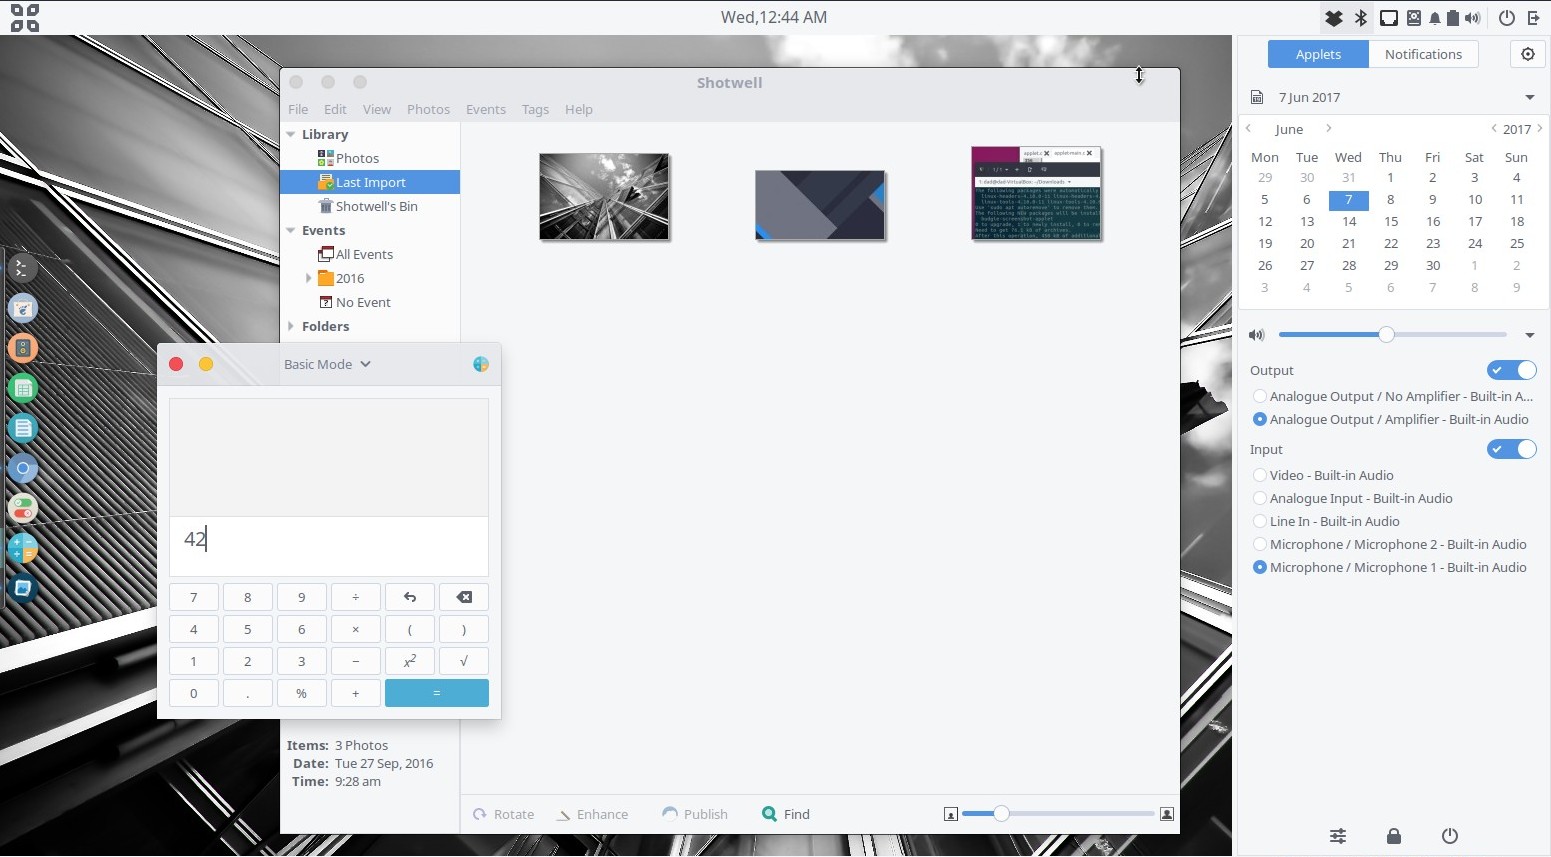 Wed,12:44 AM
Applets Notifications
7 Jun 2017
June 2017
Mon Tue Wed Thu Fri Sat Sun
29 30 31 1 2 3 4
5 6 7 8 9 10 11
12 13 14 15 16 17 18
19 20 21 22 23 24 25
26 27 28 29 30 1 2
3 4 5 6 7 8 9
Output
Analogue Output / No Amplifier - Built-in A...
Analogue Output / Amplifier - Built-in Audio
Input
Video - Built-in Audio
Analogue Input - Built-in Audio
Line In - Built-in Audio
Microphone / Microphone 2 - Built-in Audio
Microphone / Microphone 1 - Built-in Audio
Shotwell
File Edit View Photos Events Tags Help
Library
Photos
Last Import
Shotwell's Bin
Events
All Events
2016
No Event
Folders
Basic Mode
42
7 8 9 ÷
4 5 6 × ( )
1 2 3 − x² √
0 . % + =
Items: 3 Photos
Date: Tue 27 Sep, 2016
Time: 9:28 am
Rotate Enhance Publish Find